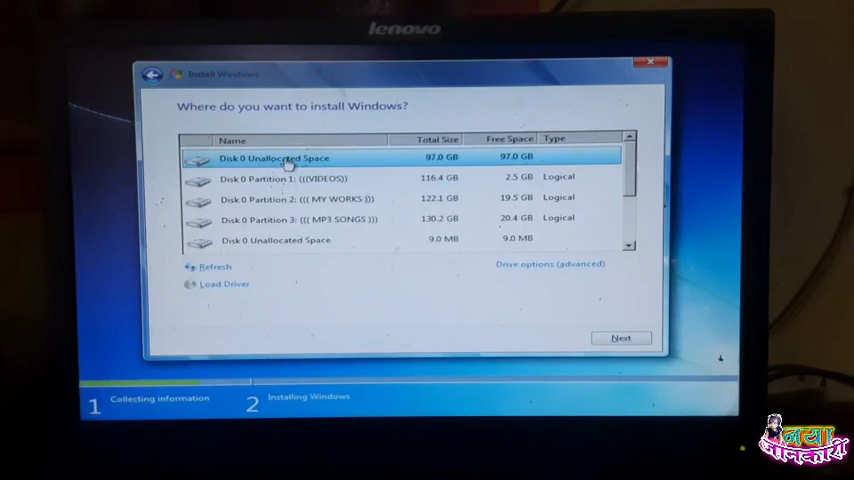 lenovo
Install Windows
Where do you want to install Windows?
Name Total Size Free Space Type
Disk 0 Unallocated Space 97.0 GB 97.0 GB
Disk 0 Partition 1: (((VIDEOS)) 116.4 GB 2.5 GB Logical
Disk 0 Partition 2: ((( MY WORKS ))) 122.1 GB 19.5 GB Logical
Disk 0 Partition 3: ((( MP3 SONGS ))) 130.2 GB 20.4 GB Logical
Disk 0 Unallocated Space 9.0 MB 9.0 MB
Refresh Drive options (advanced)
Load Driver
Next
1 Collecting information 2 Installing Windows
नया
जानकारी